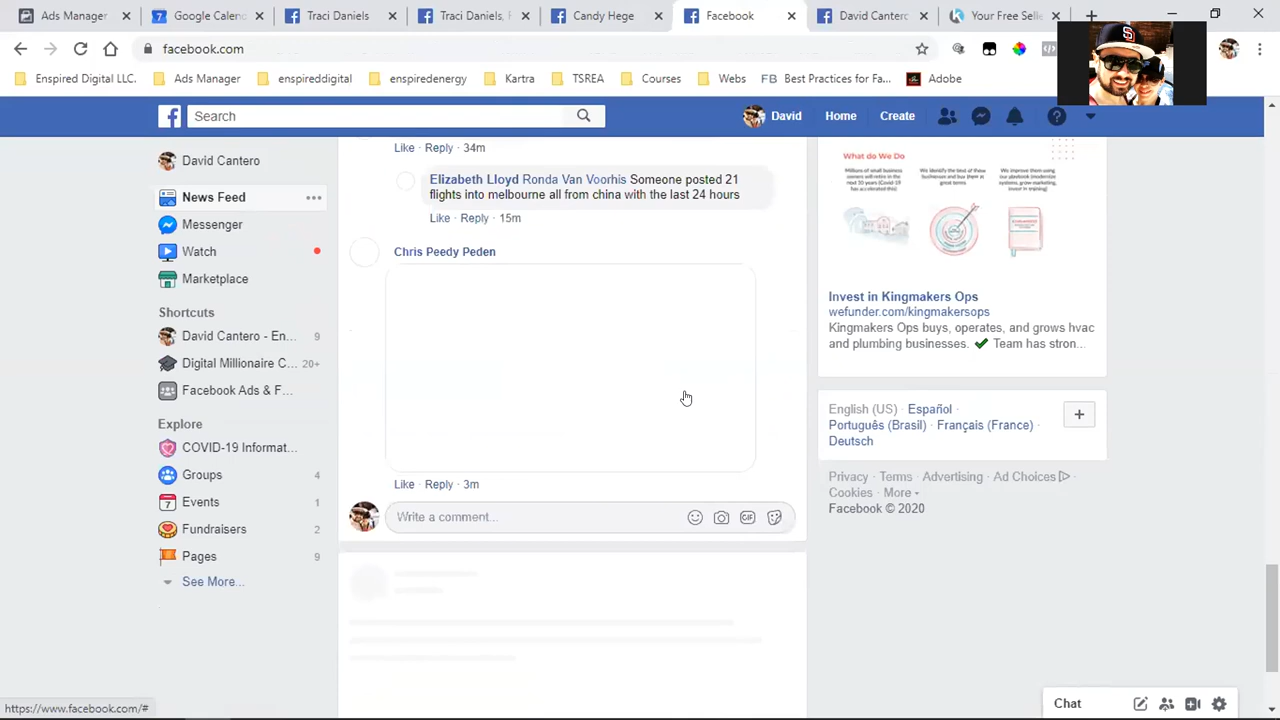 Ads Manager
Google Calen
Traci Daniels
Traci Daniels,
Candy Hege
Facebook
David Canter
Your Free Selle
facebook.com
Enspired Digital LLC.
Ads Manager
enspireddigital
Kartra
TSREA
Courses
Webs
FB Best Practices for Fa...
Adobe
Search
David
Home
Create
David Cantero
News Feed
Messenger
Watch
Marketplace
Shortcuts
David Cantero - En... 9
Digital Millionaire C... 20+
Facebook Ads & F...
Explore
COVID-19 Informat...
Groups 4
Events 1
Fundraisers 2
Pages 9
See More...
https://www.facebook.com/#
Like · Reply · 34m
Elizabeth Lloyd Ronda Van Voorhis Someone posted 21
flights into all from china with the last 24 hours
Like · Reply · 15m
Chris Peedy Peden
Like · Reply · 3m
Write a comment...
GIF
What do We Do
Invest in Kingmakers Ops
wefunder.com/kingmakersops
Kingmakers Ops buys, operates, and grows hvac
and plumbing businesses. ✔ Team has stron...
English (US) · Español ·
Português (Brasil) · Français (France) ·
Deutsch
Privacy · Terms · Advertising · Ad Choices ·
Cookies · More
Facebook © 2020
Chat